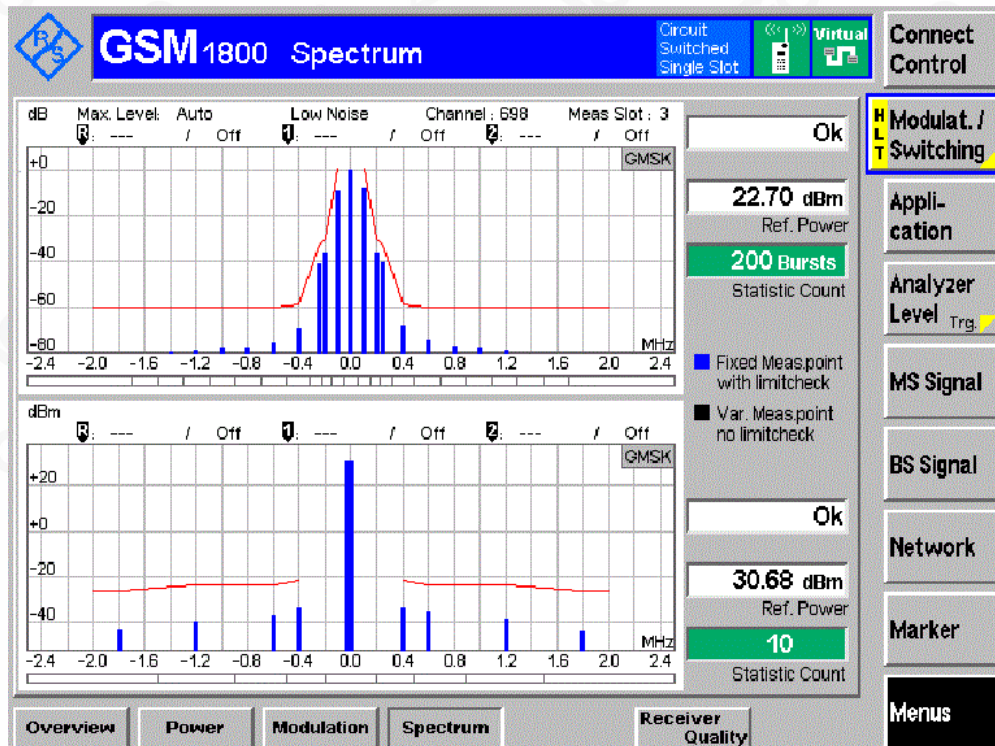 R S
GSM 1800 Spectrum
Circuit
Switched
Single Slot
Virtual
Connect
Control
dB Max. Level: Auto Low Noise Channel : 698 Meas Slot : 3
R : --- / Off 1 : --- / Off 2 : --- / Off
GMSK
+0
-20
-40
-60
-80
MHz
-2.4 -2.0 -1.6 -1.2 -0.8 -0.4 0.0 0.4 0.8 1.2 1.6 2.0 2.4
Ok
22.70 dBm
Ref. Power
200 Bursts
Statistic Count
Fixed Meas.point
with limitcheck
Var. Meas.point
no limitcheck
dBm
R : --- / Off 1 : --- / Off 2 : --- / Off
GMSK
+20
+0
-20
-40
MHz
-2.4 -2.0 -1.6 -1.2 -0.8 -0.4 0.0 0.4 0.8 1.2 1.6 2.0 2.4
Ok
30.68 dBm
Ref. Power
10
Statistic Count
HLT
Modulat. /
Switching
Appli-
cation
Analyzer
Level Trg.
MS Signal
BS Signal
Network
Marker
Menus
Overview Power Modulation Spectrum Receiver
Quality